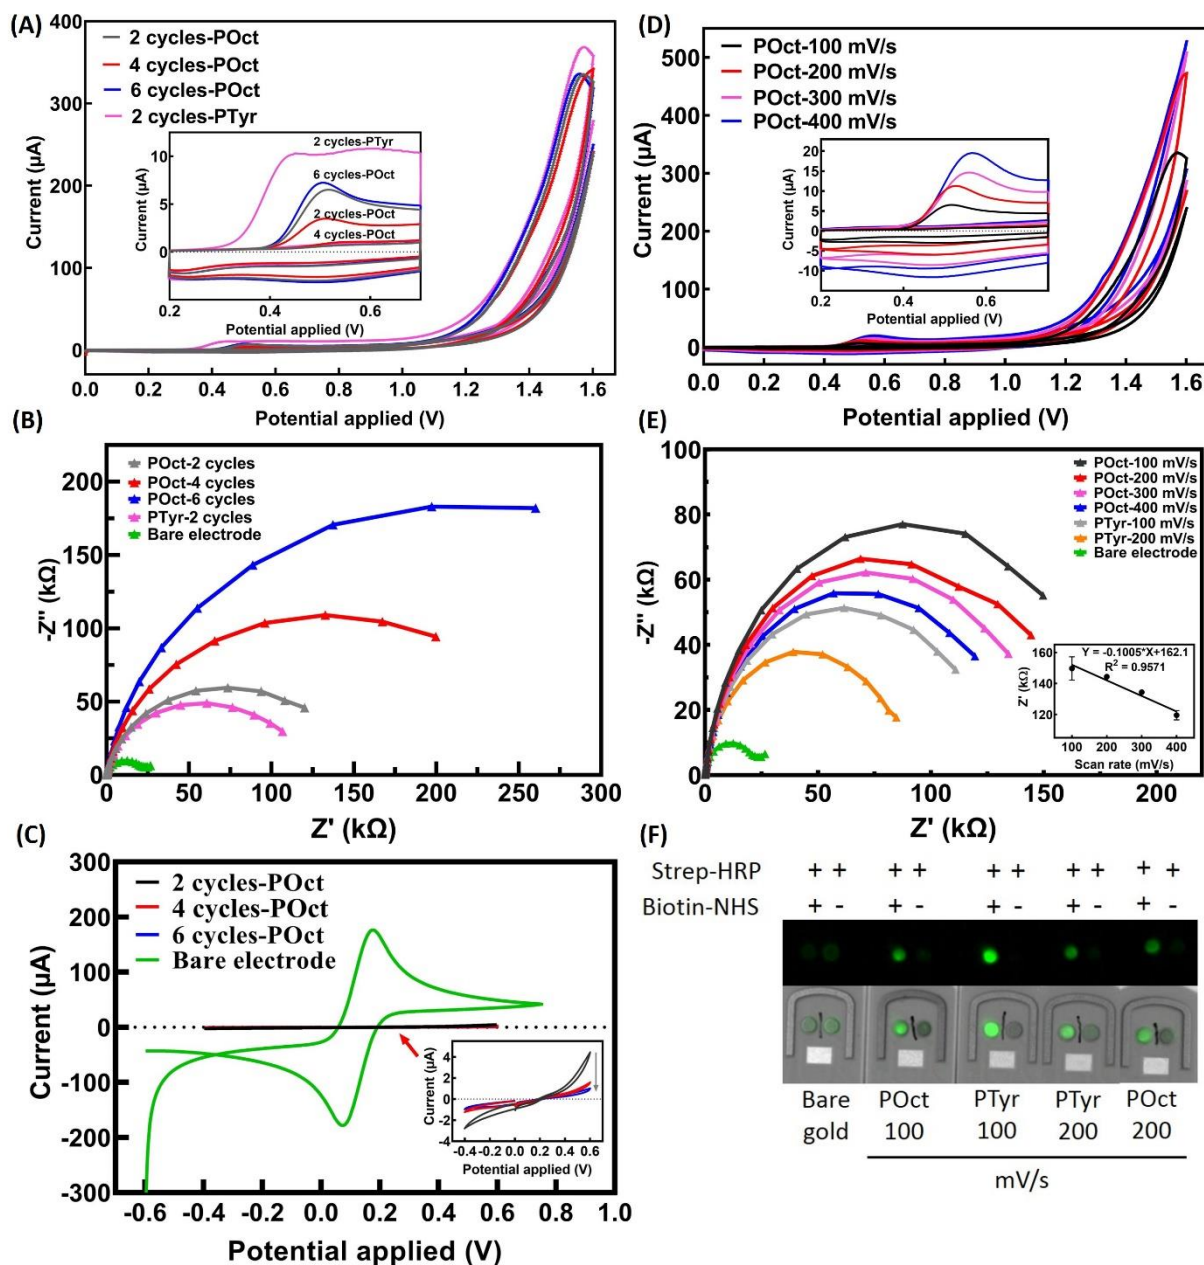 (A)
400
300
200
100
0
Current (µA)
2 cycles-POct
4 cycles-POct
6 cycles-POct
2 cycles-PTyr
10
5
0
Current (µA)
2 cycles-PTyr
6 cycles-POct
2 cycles-POct
4 cycles-POct
0.2 0.4 0.6
Potential applied (V)
0.0 0.2 0.4 0.6 0.8 1.0 1.2 1.4 1.6
Potential applied (V)
(D)
500
400
300
200
100
0
Current (µA)
POct-100 mV/s
POct-200 mV/s
POct-300 mV/s
POct-400 mV/s
20
15
10
5
0
-5
-10
Current (µA)
0.2 0.4 0.6
Potential applied (V)
0.0 0.2 0.4 0.6 0.8 1.0 1.2 1.4 1.6
Potential applied (V)
(B)
200
150
100
50
0
-Z'' (kΩ)
POct-2 cycles
POct-4 cycles
POct-6 cycles
PTyr-2 cycles
Bare electrode
0 50 100 150 200 250 300
Z' (kΩ)
(E)
100
80
60
40
20
0
-Z'' (kΩ)
POct-100 mV/s
POct-200 mV/s
POct-300 mV/s
POct-400 mV/s
PTyr-100 mV/s
PTyr-200 mV/s
Bare electrode
160
140
120
Z' (kΩ)
Y = -0.1005*X+162.1
R² = 0.9571
100 200 300 400
Scan rate (mV/s)
0 50 100 150 200
Z' (kΩ)
(C)
300
200
100
0
-100
-200
-300
Current (µA)
2 cycles-POct
4 cycles-POct
6 cycles-POct
Bare electrode
4
2
0
-2
-4
Current (µA)
-0.4 -0.2 0.0 0.2 0.4 0.6
Potential applied (V)
-0.6 -0.4 -0.2 0.0 0.2 0.4 0.6 0.8 1.0
Potential applied (V)
(F)
Strep-HRP + + + + + + + + + +
Biotin-NHS + - + - + - + - + -
Bare POct PTyr PTyr POct
gold 100 100 200 200
mV/s